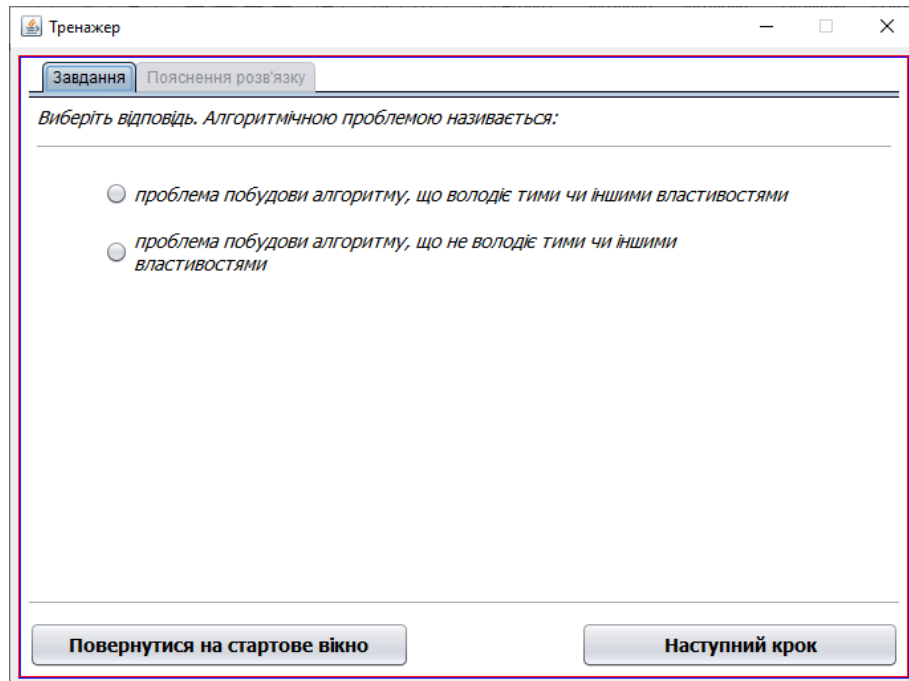 Тренажер
Завдання Пояснення розв'язку
Виберіть відповідь. Алгоритмічною проблемою називається:
проблема побудови алгоритму, що володіє тими чи іншими властивостями
проблема побудови алгоритму, що не володіє тими чи іншими
властивостями
Повернутися на стартове вікно Наступний крок